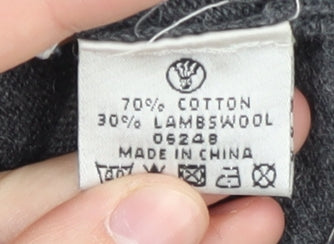 70% COTTON
30% LAMBSWOOL
06248
MADE IN CHINA